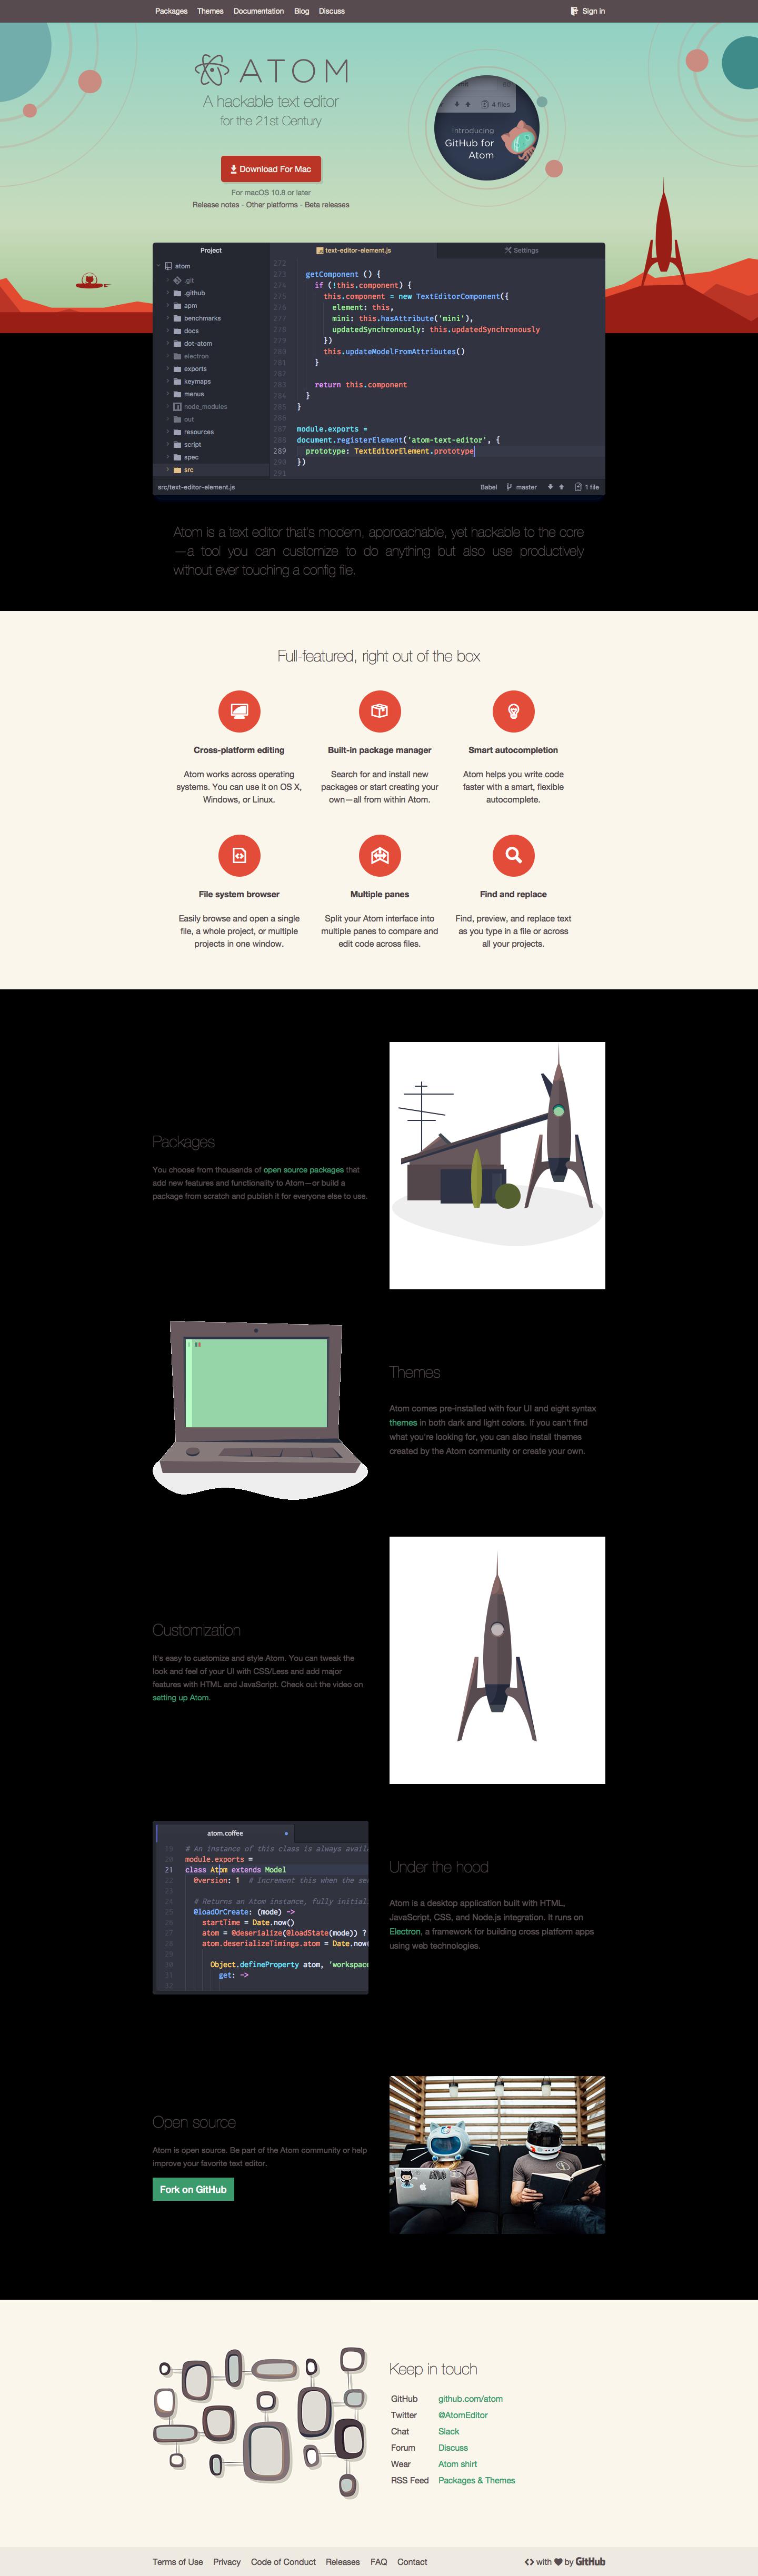 Packages Themes Documentation Blog Discuss Sign in
ATOM
A hackable text editor
for the 21st Century
4 files
Introducing
GitHub for
Atom
Download For Mac
For macOS 10.8 or later
Release notes - Other platforms - Beta releases
Project
text-editor-element.js
Settings
atom
.git
.github
apm
benchmarks
docs
dot-atom
electron
exports
keymaps
menus
node_modules
out
resources
script
spec
src
272
273 getComponent () {
274 if (!this.component) {
275 this.component = new TextEditorComponent({
276 element: this,
277 mini: this.hasAttribute('mini'),
278 updatedSynchronously: this.updatedSynchronously
279 })
280 this.updateModelFromAttributes()
281 }
282
283 return this.component
284 }
285 }
286
287 module.exports =
288 document.registerElement('atom-text-editor', {
289 prototype: TextEditorElement.prototype
290 })
291
src/text-editor-element.js Babel master 1 file
Atom is a text editor that's modern, approachable, yet hackable to the core
—a tool you can customize to do anything but also use productively
without ever touching a config file.
Full-featured, right out of the box
Cross-platform editing
Atom works across operating
systems. You can use it on OS X,
Windows, or Linux.
Built-in package manager
Search for and install new
packages or start creating your
own—all from within Atom.
Smart autocompletion
Atom helps you write code
faster with a smart, flexible
autocomplete.
File system browser
Easily browse and open a single
file, a whole project, or multiple
projects in one window.
Multiple panes
Split your Atom interface into
multiple panes to compare and
edit code across files.
Find and replace
Find, preview, and replace text
as you type in a file or across
all your projects.
Packages
You choose from thousands of open source packages that
add new features and functionality to Atom—or build a
package from scratch and publish it for everyone else to use.
Themes
Atom comes pre-installed with four UI and eight syntax
themes in both dark and light colors. If you can't find
what you're looking for, you can also install themes
created by the Atom community or create your own.
Customization
It's easy to customize and style Atom. You can tweak the
look and feel of your UI with CSS/Less and add major
features with HTML and JavaScript. Check out the video on
setting up Atom.
atom.coffee
19 # An instance of this class is always avail
20 module.exports =
21 class Atom extends Model
22 @version: 1 # Increment this when the se
23
24 # Returns an Atom instance, fully initial
25 @loadOrCreate: (mode) ->
26 startTime = Date.now()
27 atom = @deserialize(@loadState(mode)) ?
28 atom.deserializeTimings.atom = Date.now(
29
30 Object.defineProperty atom, 'workspace
31 get: ->
32
Under the hood
Atom is a desktop application built with HTML,
JavaScript, CSS, and Node.js integration. It runs on
Electron, a framework for building cross platform apps
using web technologies.
Open source
Atom is open source. Be part of the Atom community or help
improve your favorite text editor.
Fork on GitHub
Keep in touch
GitHub github.com/atom
Twitter @AtomEditor
Chat Slack
Forum Discuss
Wear Atom shirt
RSS Feed Packages & Themes
Terms of Use Privacy Code of Conduct Releases FAQ Contact
with by GitHub